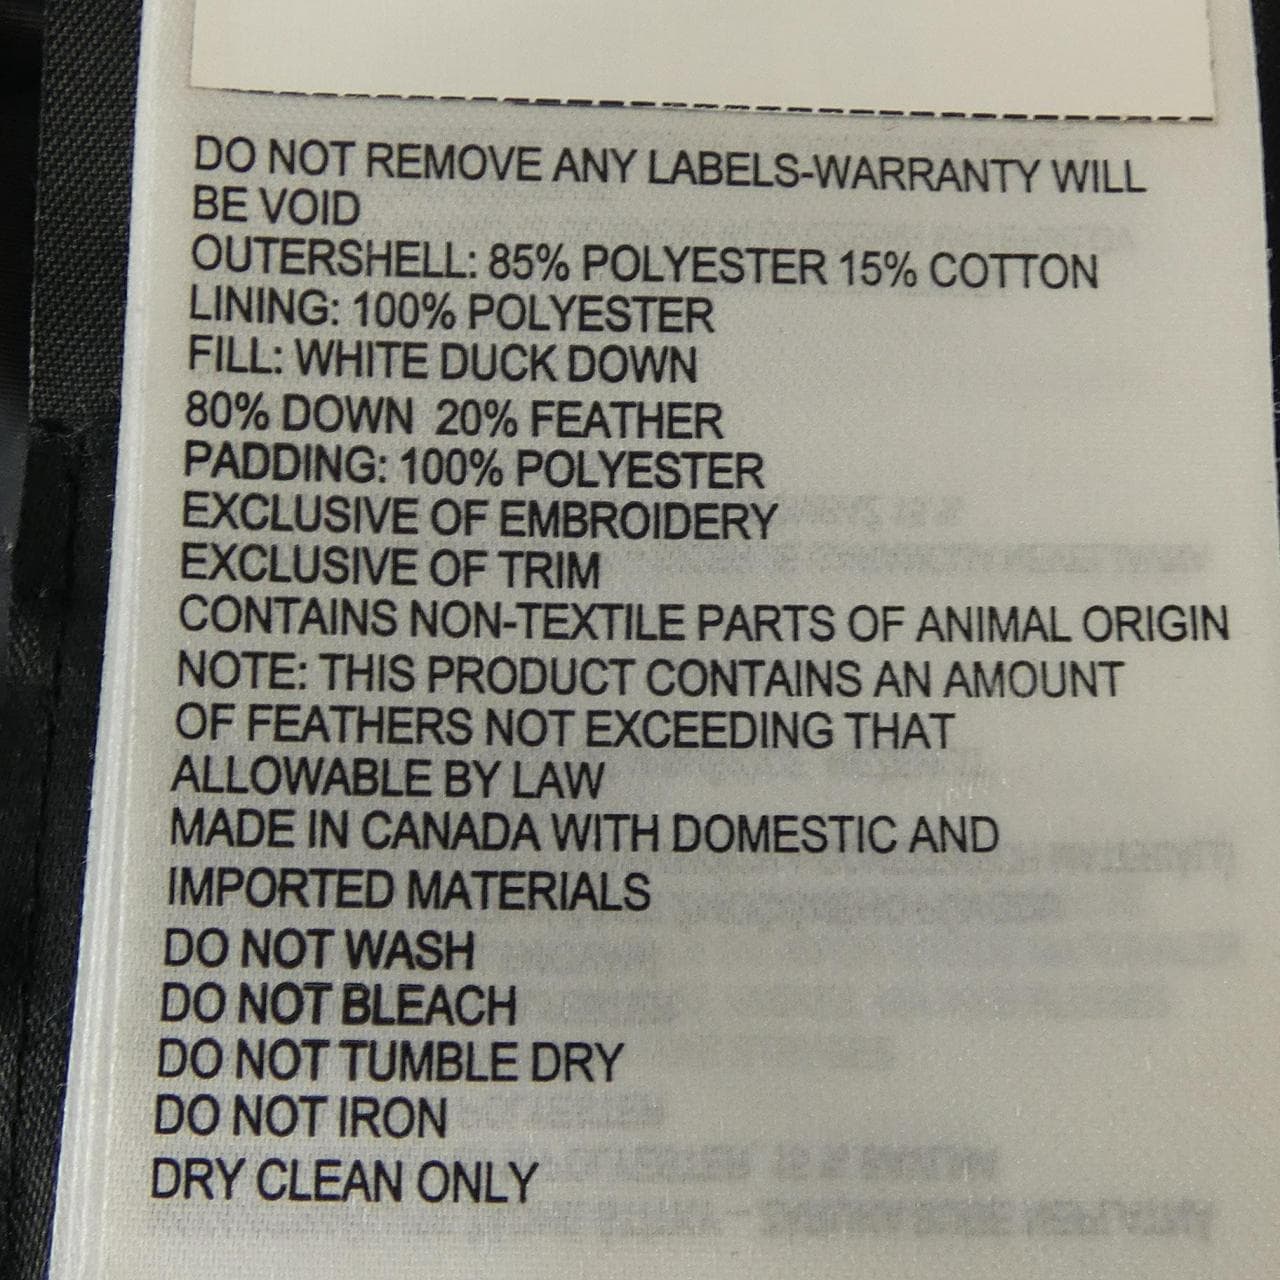 DO NOT REMOVE ANY LABELS-WARRANTY WILL
BE VOID
OUTERSHELL: 85% POLYESTER 15% COTTON
LINING: 100% POLYESTER
FILL: WHITE DUCK DOWN
80% DOWN 20% FEATHER
PADDING: 100% POLYESTER
EXCLUSIVE OF EMBROIDERY
EXCLUSIVE OF TRIM
CONTAINS NON-TEXTILE PARTS OF ANIMAL ORIGIN
NOTE: THIS PRODUCT CONTAINS AN AMOUNT
OF FEATHERS NOT EXCEEDING THAT
ALLOWABLE BY LAW
MADE IN CANADA WITH DOMESTIC AND
IMPORTED MATERIALS
DO NOT WASH
DO NOT BLEACH
DO NOT TUMBLE DRY
DO NOT IRON
DRY CLEAN ONLY